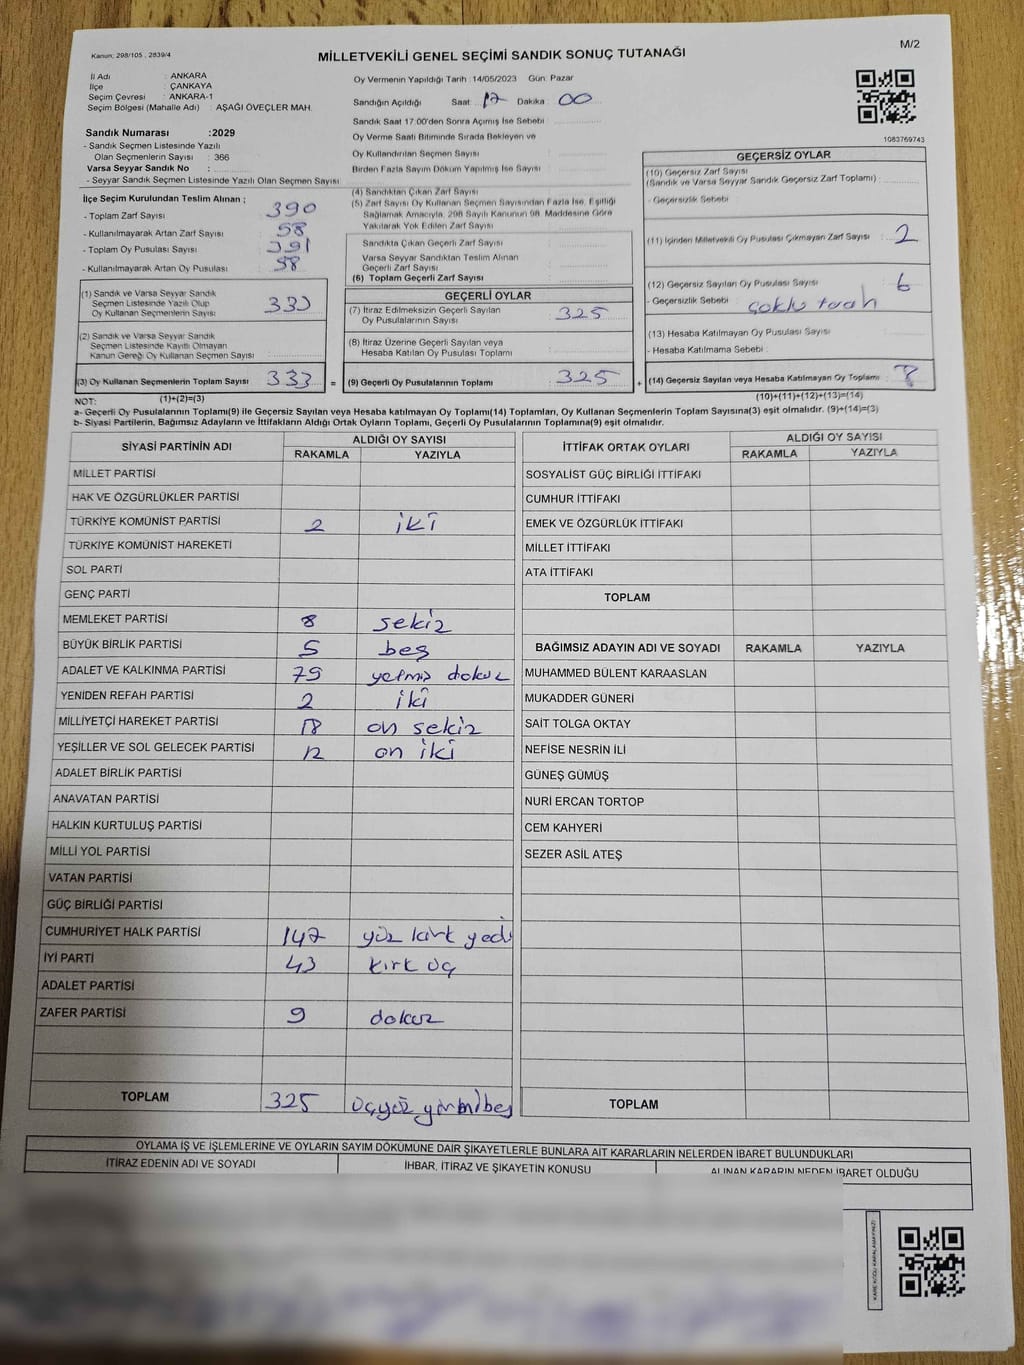 Kanun: 298/105 , 2839/4
MİLLETVEKİLİ GENEL SEÇİMİ SANDIK SONUÇ TUTANAĞI
M/2
İl Adı : ANKARA
İlçe : ÇANKAYA
Seçim Çevresi : ANKARA-1
Seçim Bölgesi (Mahalle Adı) : AŞAĞI ÖVEÇLER MAH.
Sandık Numarası :2029
- Sandık Seçmen Listesinde Yazılı
Olan Seçmenlerin Sayısı : 366
Varsa Seyyar Sandık No :
- Seyyar Sandık Seçmen Listesinde Yazılı Olan Seçmen Sayısı
Oy Vermenin Yapıldığı Tarih :14/05/2023 Gün: Pazar
Sandığın Açıldığı Saat: 17 Dakika: 00
Sandık Saat 17:00'den Sonra Açımış İse Sebebi :
Oy Verme Saati Bitiminde Sırada Bekleyen ve
Oy Kullandırılan Seçmen Sayısı
Birden Fazla Sayım Döküm Yapılmış İse Sayısı
1083769743
İlçe Seçim Kurulundan Teslim Alınan ;
- Toplam Zarf Sayısı : 390
- Kullanılmayarak Artan Zarf Sayısı : 58
- Toplam Oy Pusulası Sayısı : 391
- Kullanılmayarak Artan Oy Pusulası : 58
(1) Sandık ve Varsa Seyyar Sandık
Seçmen Listesinde Yazılı Olup
Oy Kullanan Seçmenlerin Sayısı: 333
(2) Sandık ve Varsa Seyyar Sandık
Seçmen Listesinde Kayıtlı Olmayan
Kanun Gereği Oy Kullanan Seçmen Sayısı :
(3) Oy Kullanan Seçmenlerin Toplam Sayısı 333 =
(4) Sandıktan Çıkan Zarf Sayısı
(5) Zarf Sayısı Oy Kullanan Seçmen Sayısından Fazla İse, Eşitliği
Sağlamak Amacıyla, 298 Sayılı Kanunun 98. Maddesine Göre
Yakılarak Yok Edilen Zarf Sayısı
Sandıkta Çıkan Geçerli Zarf Sayısı
Varsa Seyyar Sandıktan Teslim Alınan
Geçerli Zarf Sayısı
(6) Toplam Geçerli Zarf Sayısı
GEÇERLİ OYLAR
(7) İtiraz Edilmeksizin Geçerli Sayılan
Oy Pusulalarının Sayısı : 325
(8) İtiraz Üzerine Geçerli Sayılan veya
Hesaba Katılan Oy Pusulası Toplamı :
(9) Geçerli Oy Pusulalarının Toplamı : 325 +
GEÇERSİZ OYLAR
(10) Geçersiz Zarf Sayısı
(Sandık ve Varsa Seyyar Sandık Geçersiz Zarf Toplamı) :
- Geçersizlik Sebebi
(11) İçinden Milletvekili Oy Pusulası Çıkmayan Zarf Sayısı : 2
(12) Geçersiz Sayılan Oy Pusulası Sayısı : 6
- Geçersizlik Sebebi : çoklu tercih
(13) Hesaba Katılmayan Oy Pusulası Sayısı
- Hesaba Katılmama Sebebi :
(14) Geçersiz Sayılan veya Hesaba Katılmayan Oy Toplamı : 8
NOT: (1)+(2)=(3)
(10)+(11)+(12)+(13)=(14)
a- Geçerli Oy Pusulalarının Toplamı(9) ile Geçersiz Sayılan veya Hesaba katılmayan Oy Toplamı(14) Toplamları, Oy Kullanan Seçmenlerin Toplam Sayısına(3) eşit olmalıdır. (9)+(14)=(3)
b- Siyasi Partilerin, Bağımsız Adayların ve İttifakların Aldığı Ortak Oyların Toplamı, Geçerli Oy Pusulalarının Toplamına(9) eşit olmalıdır.
SİYASİ PARTİNİN ADI ALDIĞI OY SAYISI
RAKAMLA YAZIYLA
MİLLET PARTİSİ
HAK VE ÖZGÜRLÜKLER PARTİSİ
TÜRKİYE KOMÜNİST PARTİSİ 2 iki
TÜRKİYE KOMÜNİST HAREKETİ
SOL PARTİ
GENÇ PARTİ
MEMLEKET PARTİSİ 8 sekiz
BÜYÜK BİRLİK PARTİSİ 5 beş
ADALET VE KALKINMA PARTİSİ 79 yetmiş dokuz
YENİDEN REFAH PARTİSİ 2 iki
MİLLİYETÇİ HAREKET PARTİSİ 18 on sekiz
YEŞİLLER VE SOL GELECEK PARTİSİ 12 on iki
ADALET BİRLİK PARTİSİ
ANAVATAN PARTİSİ
HALKIN KURTULUŞ PARTİSİ
MİLLİ YOL PARTİSİ
VATAN PARTİSİ
GÜÇ BİRLİĞİ PARTİSİ
CUMHURİYET HALK PARTİSİ 147 yüz kırk yedi
İYİ PARTİ 43 kırk üç
ADALET PARTİSİ
ZAFER PARTİSİ 9 dokuz
TOPLAM 325 üçyüz yirmibeş
İTTİFAK ORTAK OYLARI ALDIĞI OY SAYISI
RAKAMLA YAZIYLA
SOSYALİST GÜÇ BİRLİĞİ İTTİFAKI
CUMHUR İTTİFAKI
EMEK VE ÖZGÜRLÜK İTTİFAKI
MİLLET İTTİFAKI
ATA İTTİFAKI
TOPLAM
BAĞIMSIZ ADAYIN ADI VE SOYADI RAKAMLA YAZIYLA
MUHAMMED BÜLENT KARAASLAN
MUKADDER GÜNERİ
SAİT TOLGA OKTAY
NEFİSE NESRİN İLİ
GÜNEŞ GÜMÜŞ
NURİ ERCAN TORTOP
CEM KAHYERİ
SEZER ASİL ATEŞ
TOPLAM
OYLAMA İŞ VE İŞLEMLERİNE VE OYLARIN SAYIM DÖKÜMÜNE DAİR ŞİKAYETLERLE BUNLARA AİT KARARLARIN NELERDEN İBARET BULUNDUKLARI
İTİRAZ EDENİN ADI VE SOYADI
İHBAR, İTİRAZ VE ŞİKAYETİN KONUSU
ALINAN KARARIN NEDEN İBARET OLDUĞU
KARE KODU KARALAMAYINIZ!